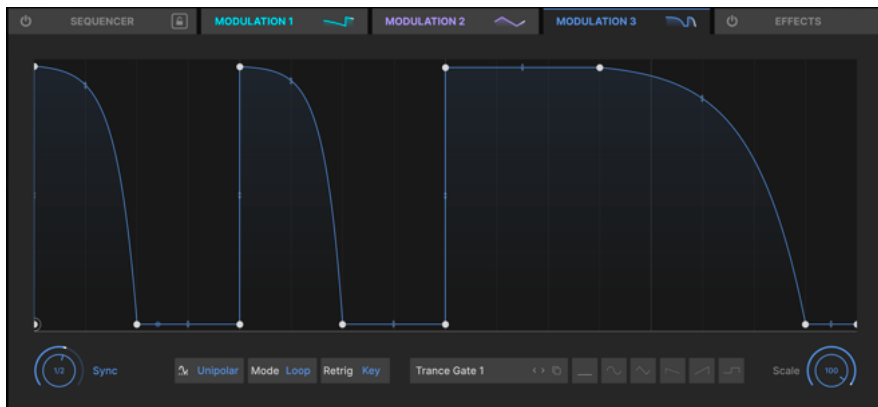 SEQUENCER MODULATION 1 MODULATION 2 MODULATION 3 EFFECTS
1/2 Sync Unipolar Mode Loop Retrig Key Trance Gate 1 Scale 100